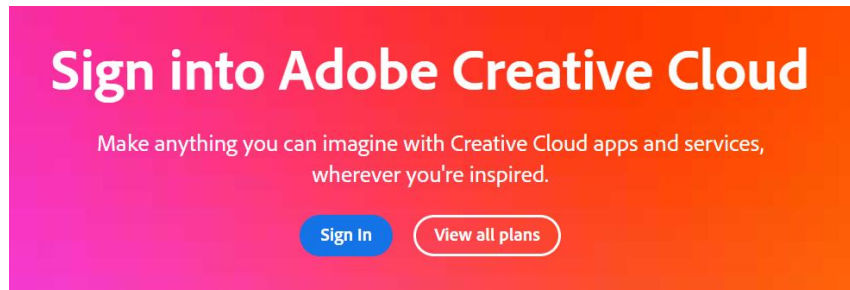 Sign into Adobe Creative Cloud
Make anything you can imagine with Creative Cloud apps and services,
wherever you're inspired.
Sign In
View all plans